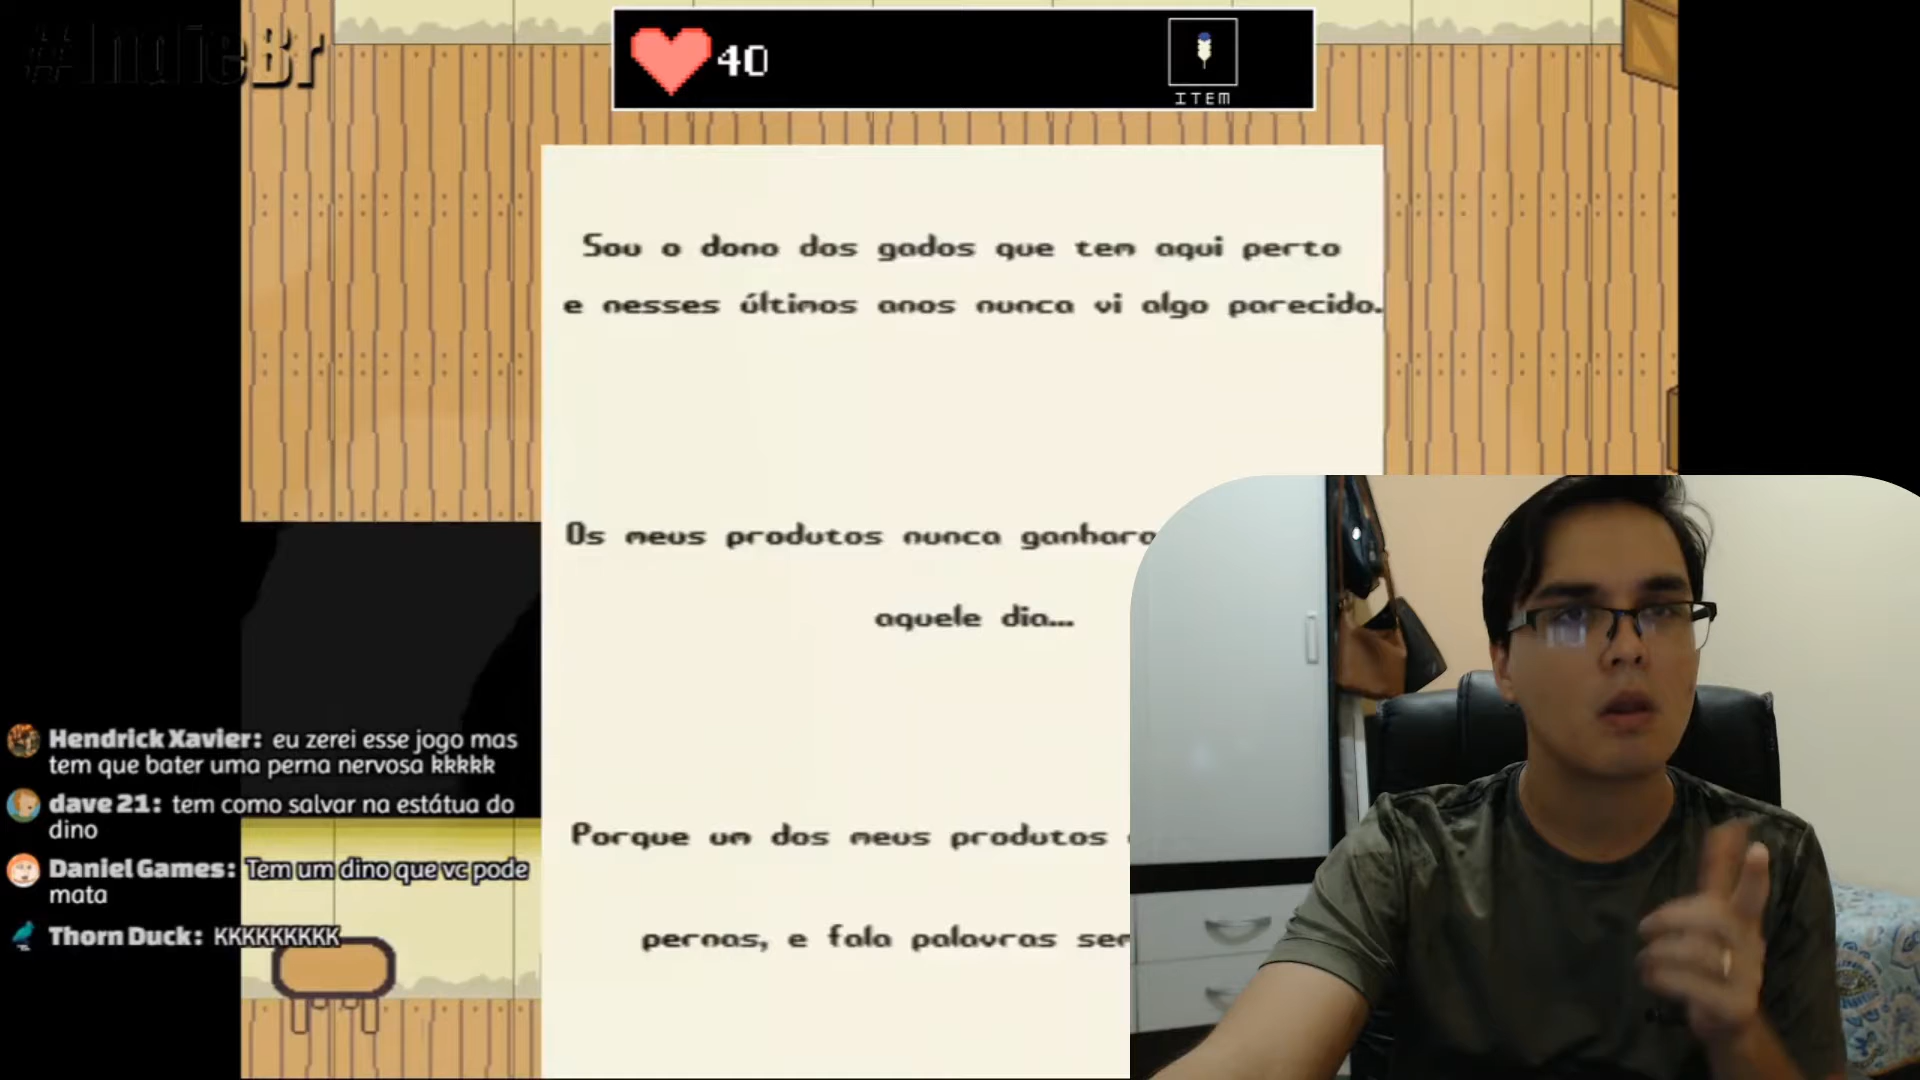 #IndieBr
40
ITEM
Sou o dono dos gados que tem aqui perto
e nesses últimos anos nunca vi algo parecido.
Os meus produtos nunca
aquele dia...
Porque um dos meus produtos
pernas, e fala palavras
Hendrick Xavier: eu zerei esse jogo mas
tem que bater uma perna nervosa kkkkk
dave 21: tem como salvar na estátua do
dino
Daniel Games: Tem um dino que vc pode
mata
Thorn Duck: KKKKKKKKK